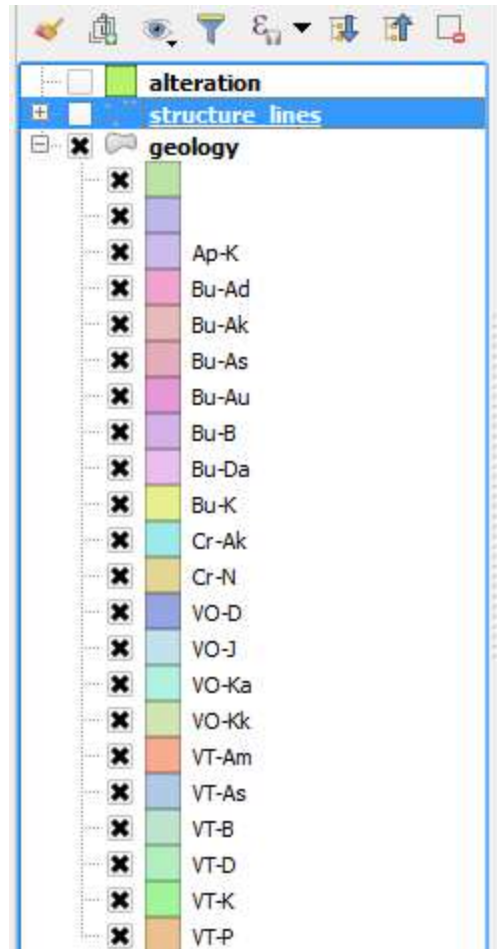 alteration
structure_lines
geology
Ap-K
Bu-Ad
Bu-Ak
Bu-As
Bu-Au
Bu-B
Bu-Da
Bu-K
Cr-Ak
Cr-N
VO-D
VO-J
VO-Ka
VO-Kk
VT-Am
VT-As
VT-B
VT-D
VT-K
VT-P